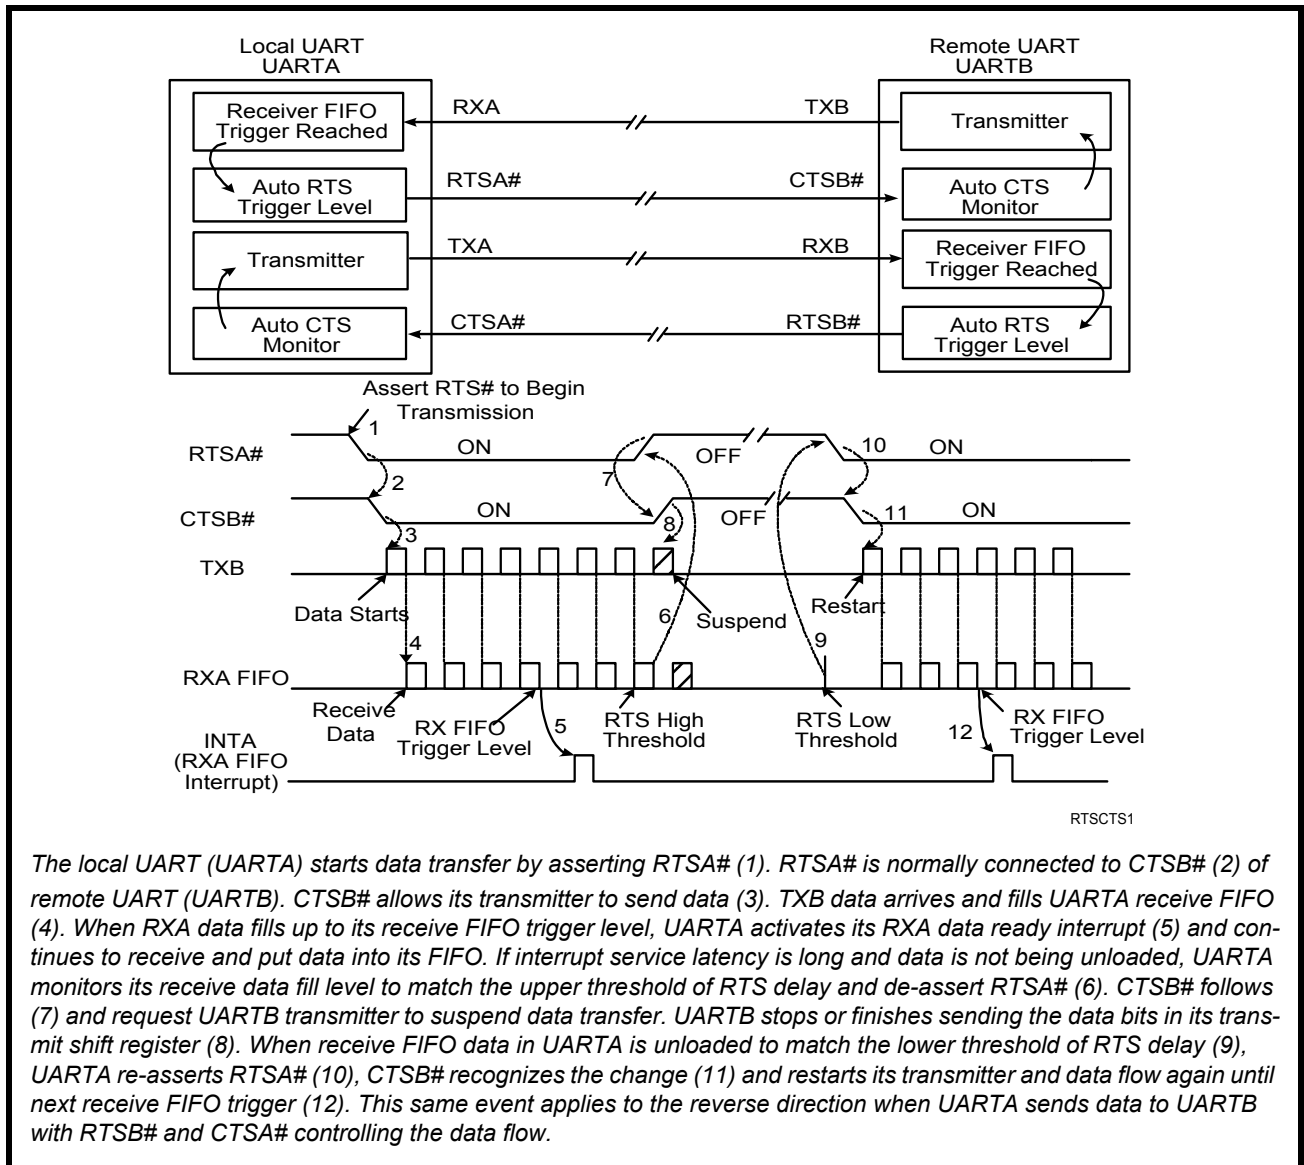 Local UART
UARTA
Remote UART
UARTB
Receiver FIFO
Trigger Reached
RXA
TXB
Transmitter
Auto RTS
Trigger Level
RTSA#
CTSB#
Auto CTS
Monitor
Transmitter
TXA
RXB
Receiver FIFO
Trigger Reached
Auto CTS
Monitor
CTSA#
RTSB#
Auto RTS
Trigger Level
Assert RTS# to Begin
Transmission
RTSA#
1
ON
7
OFF
10
ON
2
CTSB#
ON
8
OFF
11
ON
3
TXB
Data Starts
6
Suspend
Restart
4
9
RXA FIFO
Receive
Data
RX FIFO
Trigger Level
5
RTS High
Threshold
RTS Low
Threshold
12
RX FIFO
Trigger Level
INTA
(RXA FIFO
Interrupt)
RTSCTS1
The local UART (UARTA) starts data transfer by asserting RTSA# (1). RTSA# is normally connected to CTSB# (2) of
remote UART (UARTB). CTSB# allows its transmitter to send data (3). TXB data arrives and fills UARTA receive FIFO
(4). When RXA data fills up to its receive FIFO trigger level, UARTA activates its RXA data ready interrupt (5) and con-
tinues to receive and put data into its FIFO. If interrupt service latency is long and data is not being unloaded, UARTA
monitors its receive data fill level to match the upper threshold of RTS delay and de-assert RTSA# (6). CTSB# follows
(7) and request UARTB transmitter to suspend data transfer. UARTB stops or finishes sending the data bits in its trans-
mit shift register (8). When receive FIFO data in UARTA is unloaded to match the lower threshold of RTS delay (9),
UARTA re-asserts RTSA# (10), CTSB# recognizes the change (11) and restarts its transmitter and data flow again until
next receive FIFO trigger (12). This same event applies to the reverse direction when UARTA sends data to UARTB
with RTSB# and CTSA# controlling the data flow.